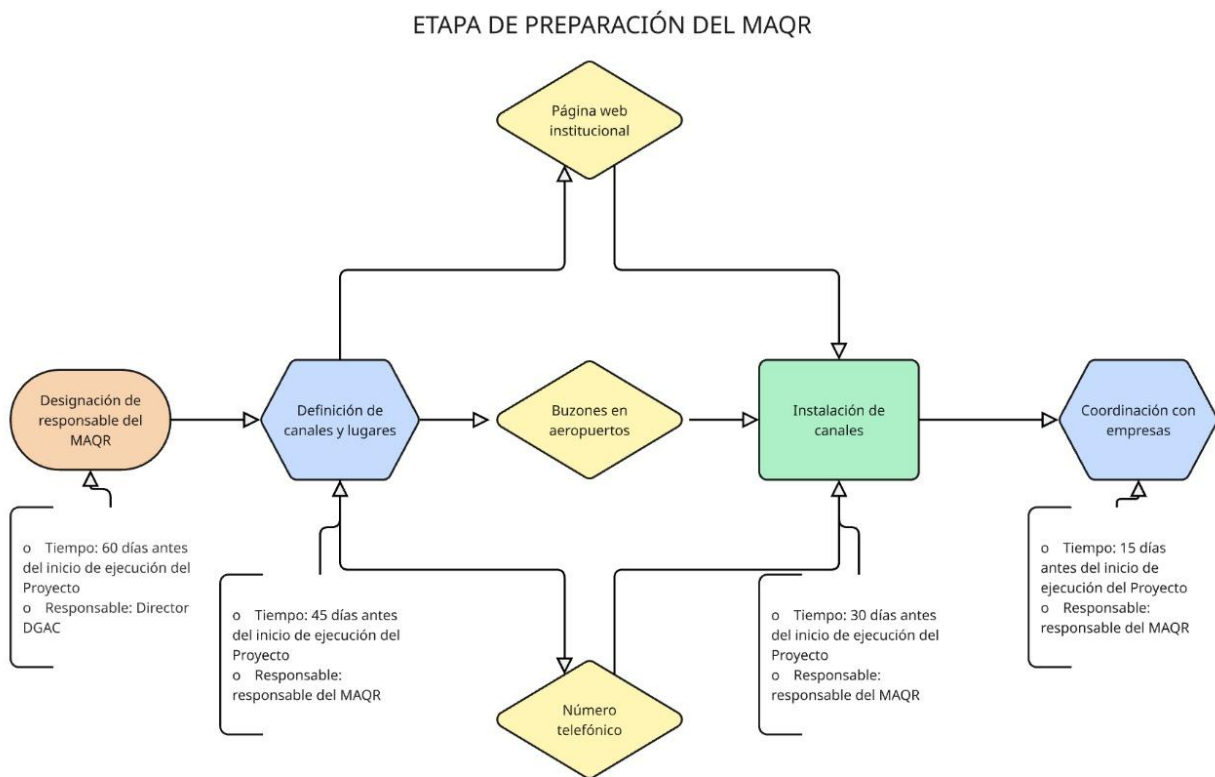 ETAPA DE PREPARACIÓN DEL MAQR
Página web
institucional
Designación de
responsable del
MAQR
Definición de
canales y lugares
Buzones en
aeropuertos
Instalación de
canales
Coordinación con
empresas
o Tiempo: 60 días antes
del inicio de ejecución del
Proyecto
o Responsable: Director
DGAC
o Tiempo: 45 días antes
del inicio de ejecución del
Proyecto
o Responsable:
responsable del MAQR
o Tiempo: 30 días antes
del inicio de ejecución del
Proyecto
o Responsable:
responsable del MAQR
o Tiempo: 15 días
antes del inicio de
ejecución del Proyecto
o Responsable:
responsable del MAQR
Número
telefónico